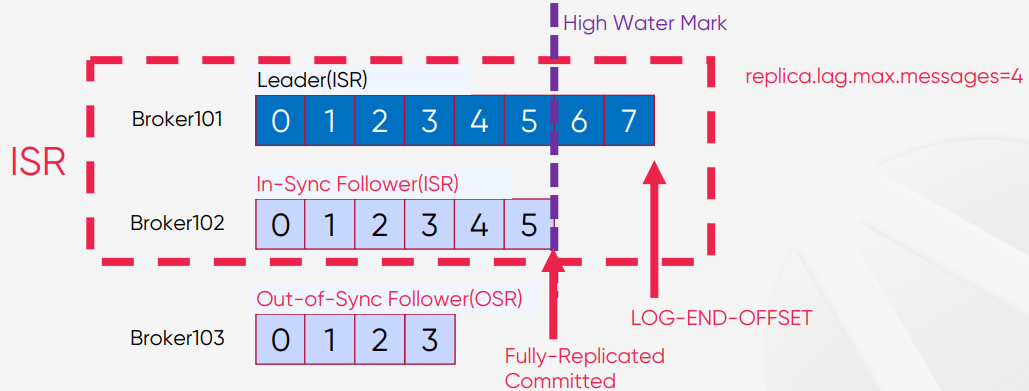 High Water Mark
Leader(ISR)
replica.lag.max.messages=4
Broker101
0 1 2 3 4 5 6 7
ISR
In-Sync Follower(ISR)
Broker102
0 1 2 3 4 5
Out-of-Sync Follower(OSR)
LOG-END-OFFSET
Broker103
0 1 2 3
Fully-Replicated
Committed